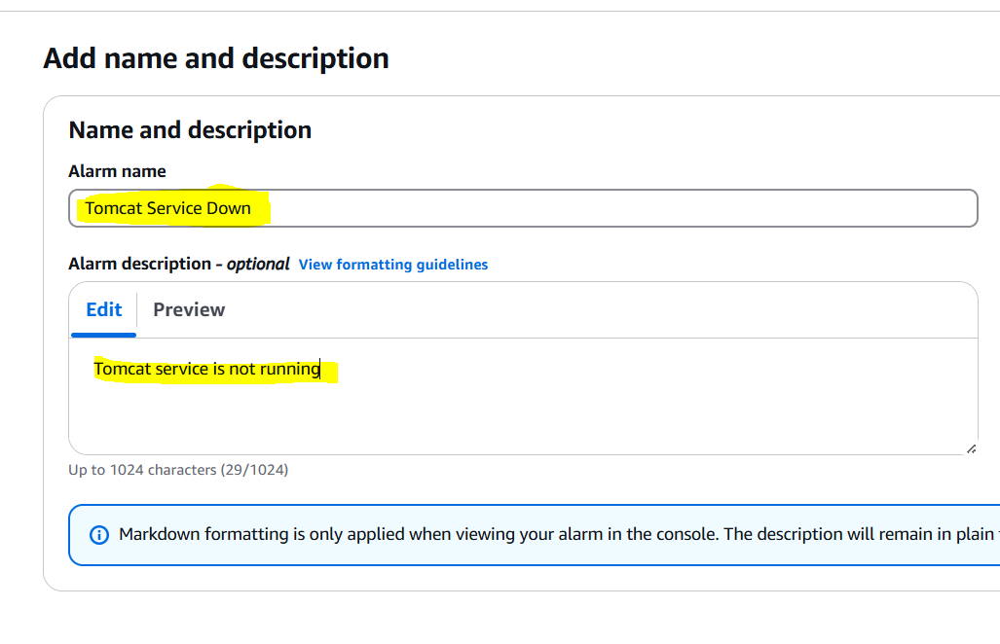 Add name and description
Name and description
Alarm name
Tomcat Service Down
Alarm description - optional View formatting guidelines
Edit Preview
Tomcat service is not running
Up to 1024 characters (29/1024)
Markdown formatting is only applied when viewing your alarm in the console. The description will remain in plain